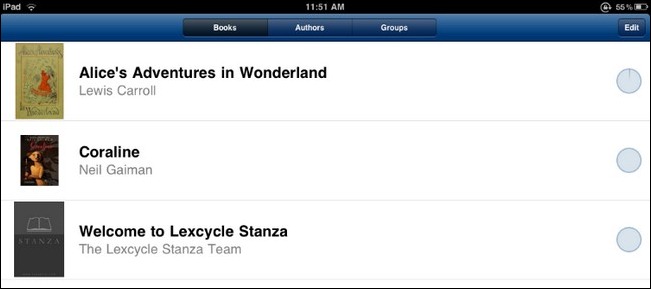 iPad 11:51 AM 55%
Books Authors Groups Edit
Alice's Adventures in Wonderland
Lewis Carroll
Coraline
Neil Gaiman
STANZA
Welcome to Lexcycle Stanza
The Lexcycle Stanza Team